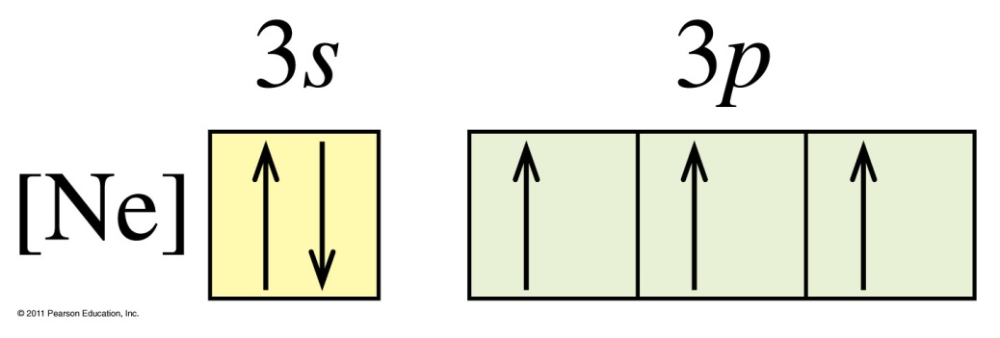 3s 3p
[Ne]
© 2011 Pearson Education, Inc.